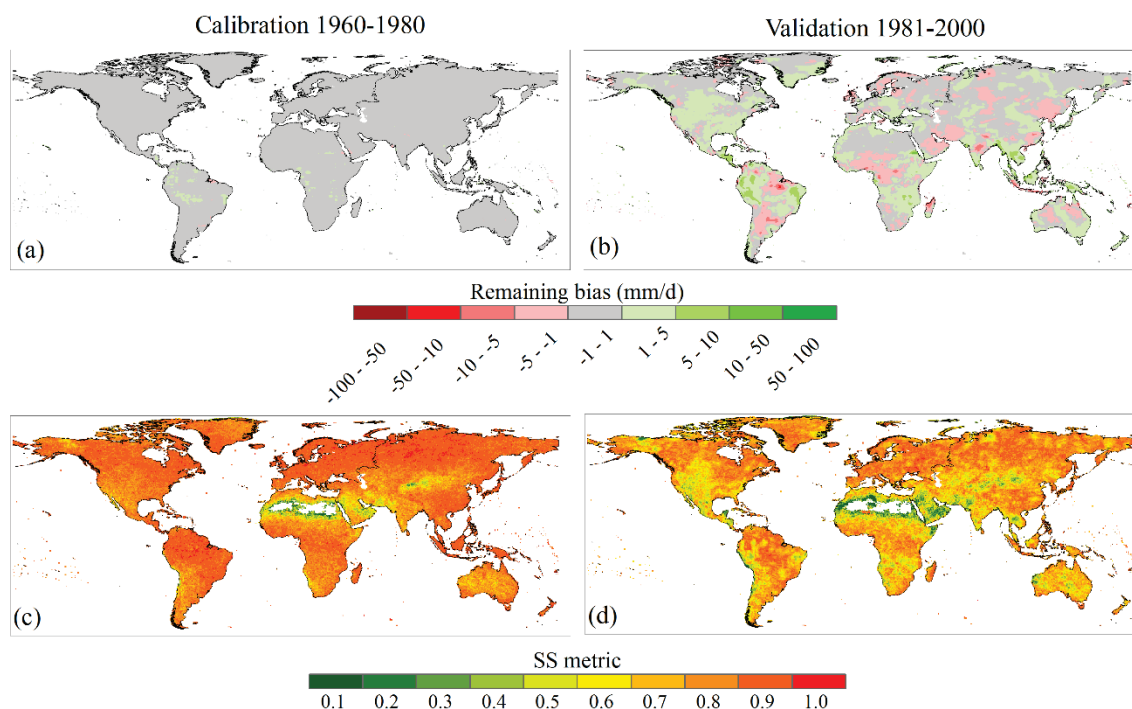 Calibration 1960-1980
Validation 1981-2000
(a)
(b)
Remaining bias (mm/d)
-100 - -50
-50 - -10
-10 - -5
-5 - -1
-1 - 1
1 - 5
5 - 10
10 - 50
50 - 100
(c)
(d)
SS metric
0.1 0.2 0.3 0.4 0.5 0.6 0.7 0.8 0.9 1.0